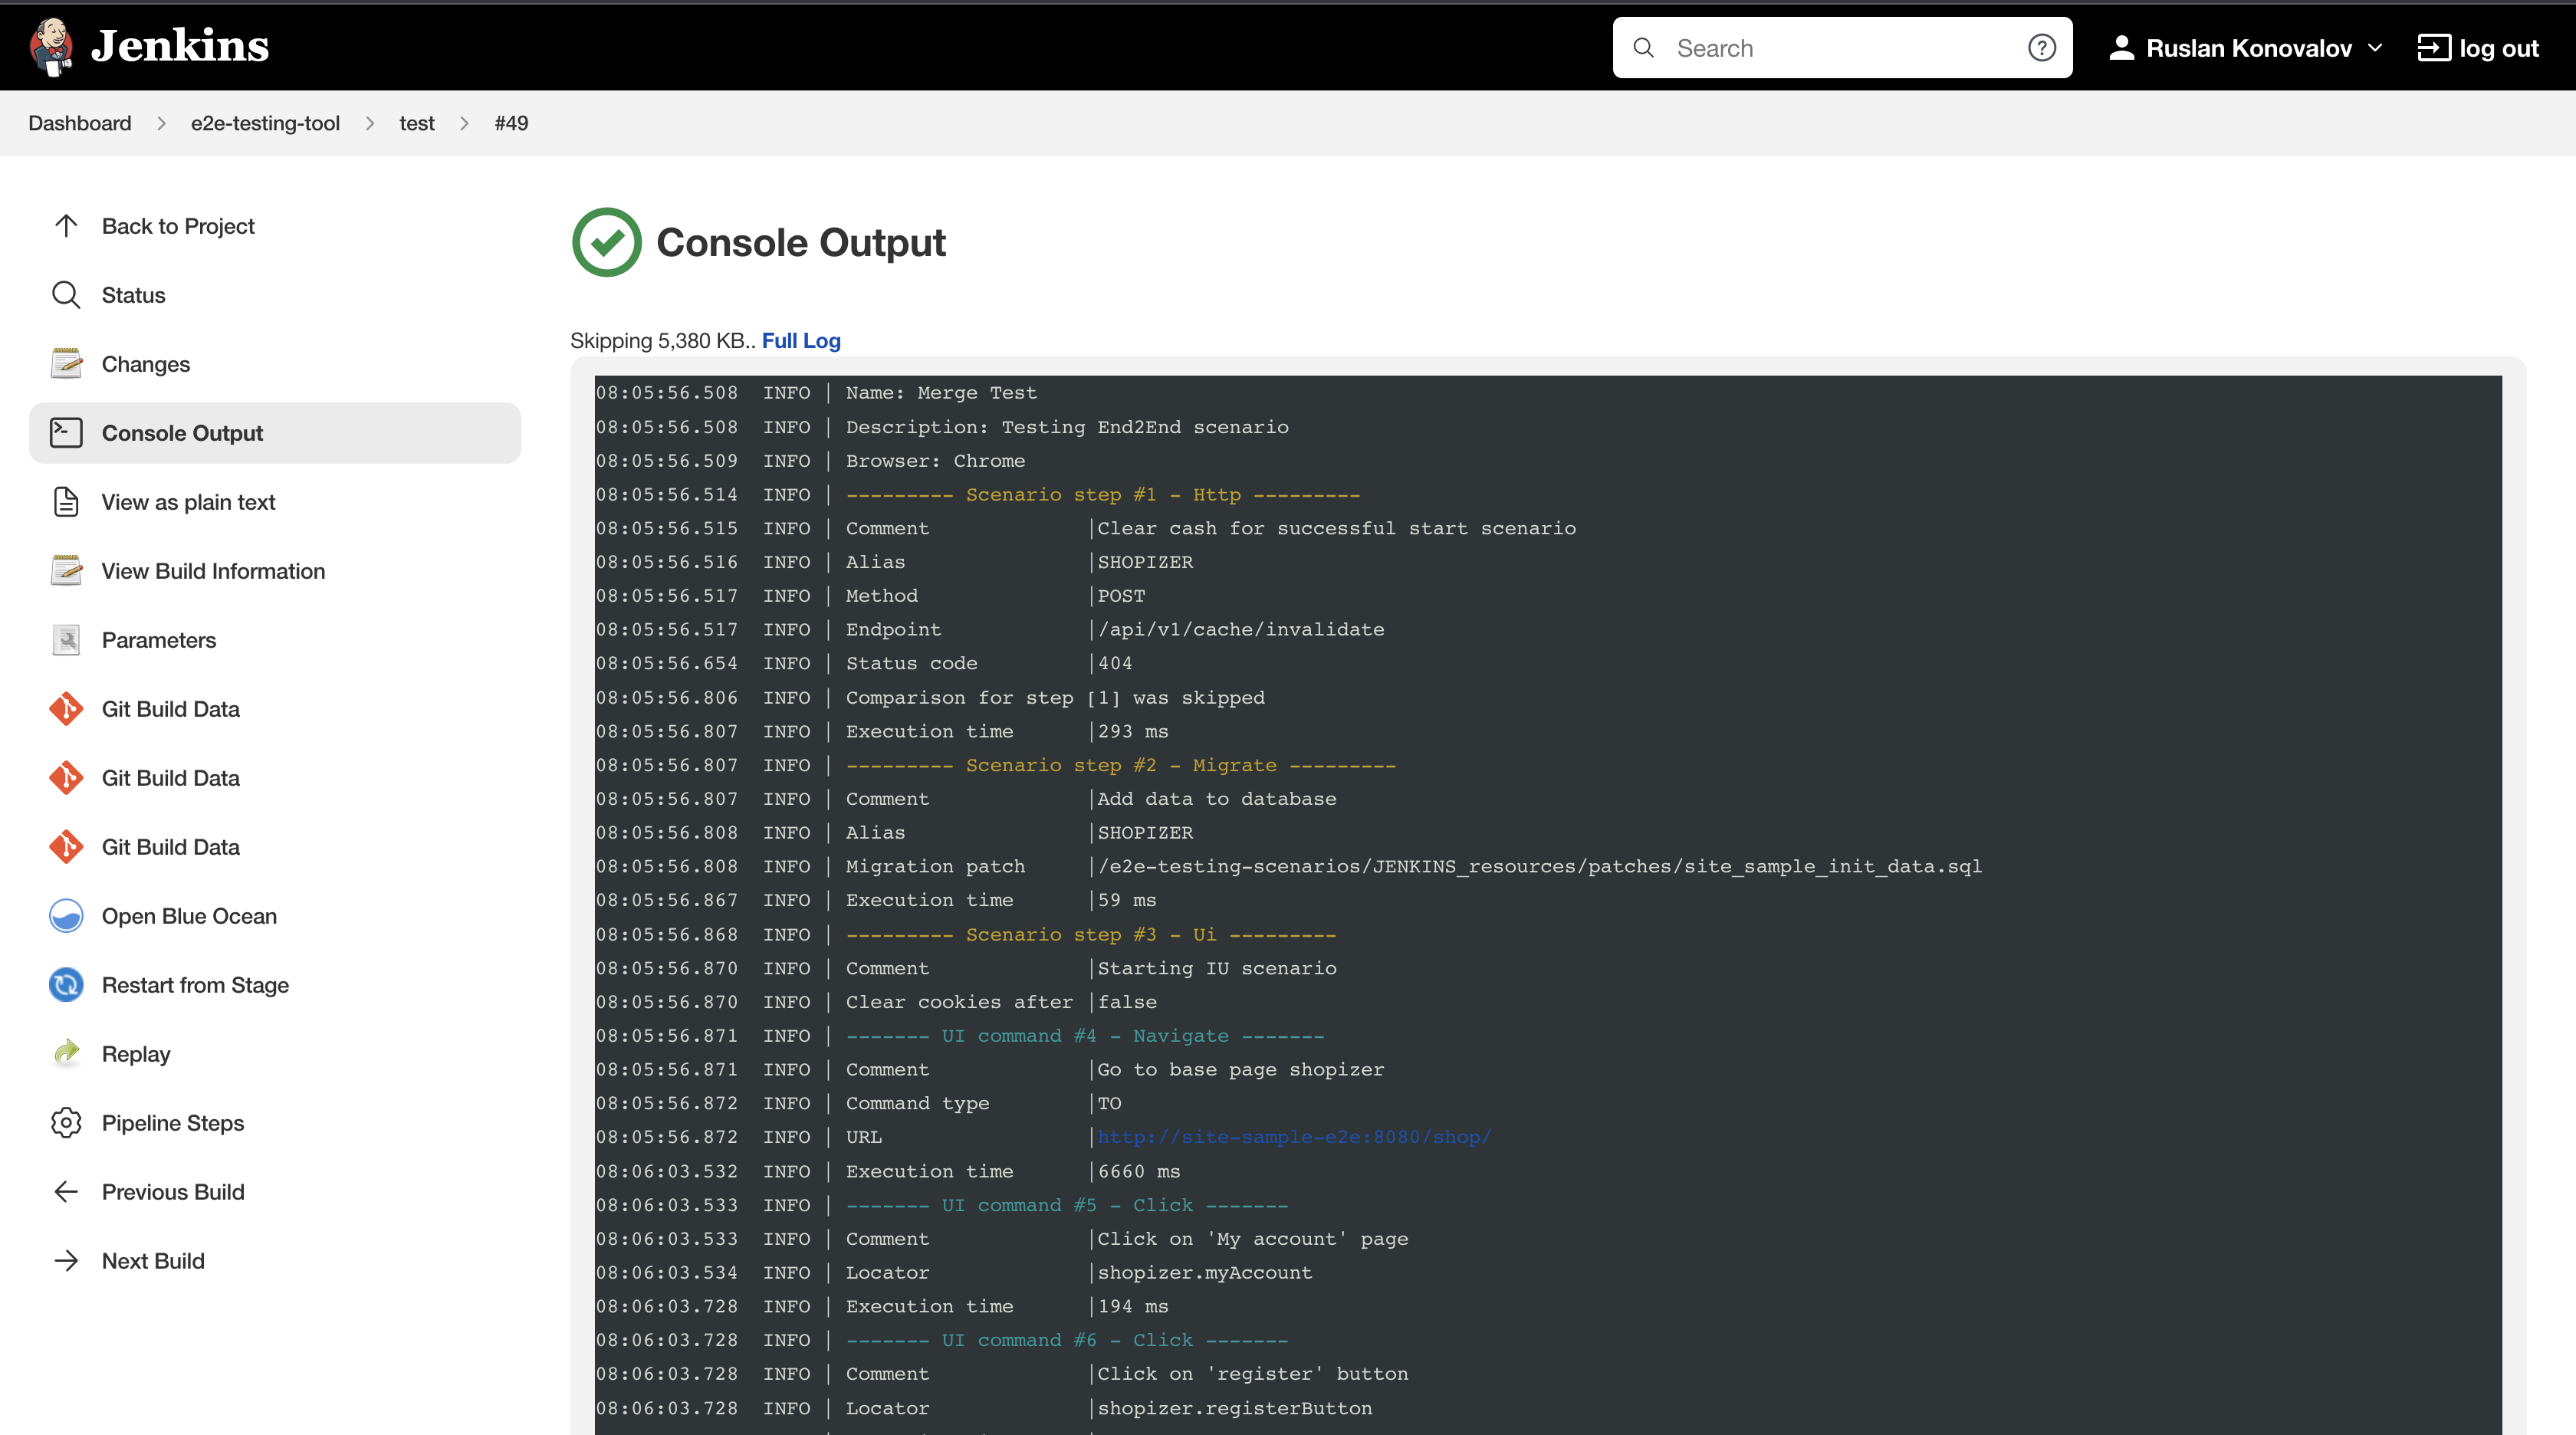 Jenkins
Search
Ruslan Konovalov
log out
Dashboard > e2e-testing-tool > test > #49
Back to Project
Status
Changes
Console Output
View as plain text
View Build Information
Parameters
Git Build Data
Git Build Data
Git Build Data
Open Blue Ocean
Restart from Stage
Replay
Pipeline Steps
Previous Build
Next Build
Console Output
Skipping 5,380 KB.. Full Log
08:05:56.508 INFO | Name: Merge Test
08:05:56.508 INFO | Description: Testing End2End scenario
08:05:56.509 INFO | Browser: Chrome
08:05:56.514 INFO | --------- Scenario step #1 - Http ---------
08:05:56.515 INFO | Comment |Clear cash for successful start scenario
08:05:56.516 INFO | Alias |SHOPIZER
08:05:56.517 INFO | Method |POST
08:05:56.517 INFO | Endpoint |/api/v1/cache/invalidate
08:05:56.654 INFO | Status code |404
08:05:56.806 INFO | Comparison for step [1] was skipped
08:05:56.807 INFO | Execution time |293 ms
08:05:56.807 INFO | --------- Scenario step #2 - Migrate ---------
08:05:56.807 INFO | Comment |Add data to database
08:05:56.808 INFO | Alias |SHOPIZER
08:05:56.808 INFO | Migration patch |/e2e-testing-scenarios/JENKINS_resources/patches/site_sample_init_data.sql
08:05:56.867 INFO | Execution time |59 ms
08:05:56.868 INFO | --------- Scenario step #3 - Ui ---------
08:05:56.870 INFO | Comment |Starting IU scenario
08:05:56.870 INFO | Clear cookies after |false
08:05:56.871 INFO | ------- UI command #4 - Navigate -------
08:05:56.871 INFO | Comment |Go to base page shopizer
08:05:56.872 INFO | Command type |TO
08:05:56.872 INFO | URL |http://site-sample-e2e:8080/shop/
08:06:03.532 INFO | Execution time |6660 ms
08:06:03.533 INFO | ------- UI command #5 - Click -------
08:06:03.533 INFO | Comment |Click on 'My account' page
08:06:03.534 INFO | Locator |shopizer.myAccount
08:06:03.728 INFO | Execution time |194 ms
08:06:03.728 INFO | ------- UI command #6 - Click -------
08:06:03.728 INFO | Comment |Click on 'register' button
08:06:03.728 INFO | Locator |shopizer.registerButton